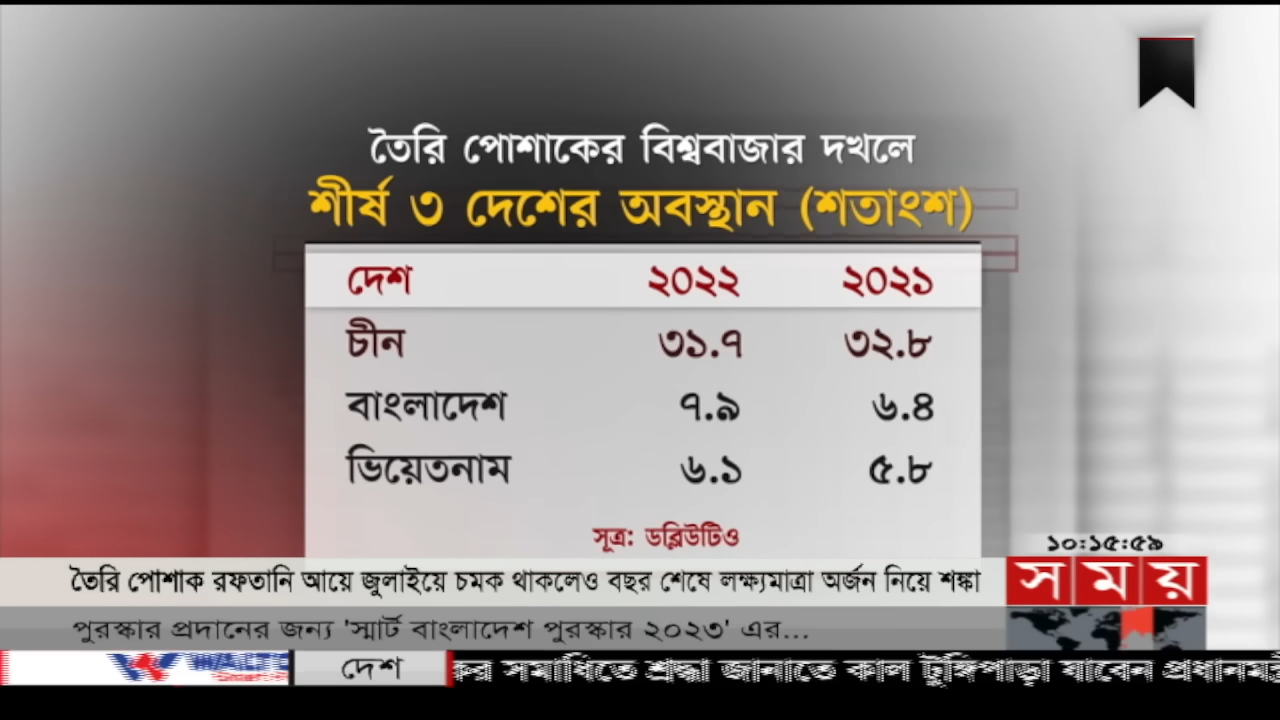 তৈরি পোশাকের বিশ্ববাজার দখলে
শীর্ষ ৩ দেশের অবস্থান (শতাংশ)
দেশ ২০২২ ২০২১
চীন ৩১.৭ ৩২.৮
বাংলাদেশ ৭.৯ ৬.৪
ভিয়েতনাম ৬.১ ৫.৮
সূত্র: ডব্লিউটিও
১০:১৫:৫৯
তৈরি পোশাক রফতানি আয়ে জুলাইয়ে চমক থাকলেও বছর শেষে লক্ষ্যমাত্রা অর্জন নিয়ে শঙ্কা
সময়
পুরস্কার প্রদানের জন্য 'স্মার্ট বাংলাদেশ পুরস্কার ২০২৩' এর...
দেশ সমাধিতে শ্রদ্ধা জানাতে কাল টুঙ্গিপাড়া যাবেন